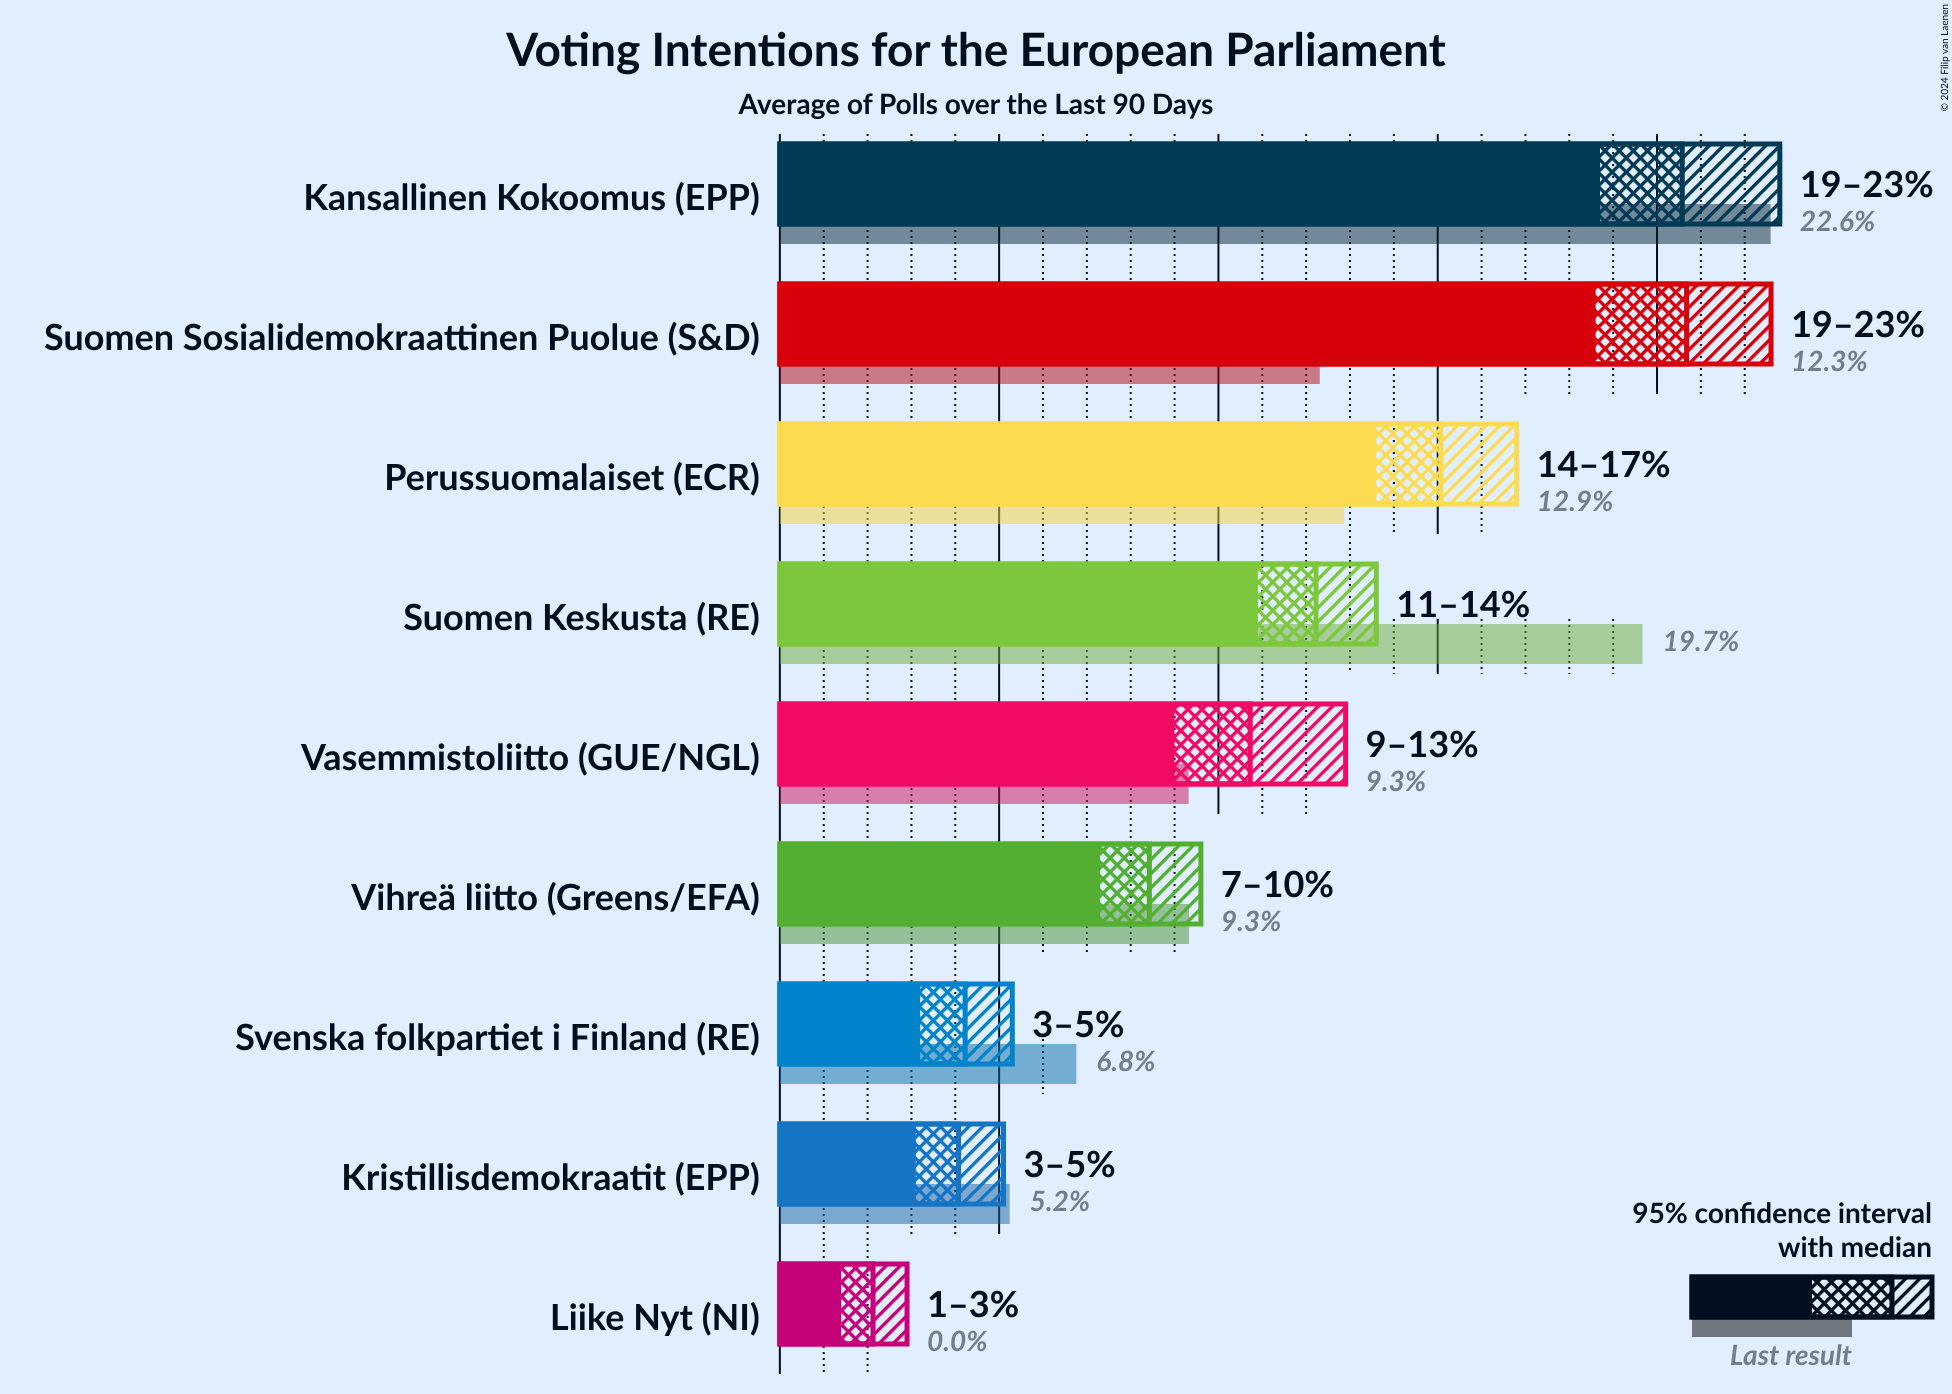 Voting Intentions for the European Parliament
Average of Polls over the Last 90 Days
© 2024 Filip van Laenen
Kansallinen Kokoomus (EPP)
19–23%
22.6%
Suomen Sosialidemokraattinen Puolue (S&D)
19–23%
12.3%
Perussuomalaiset (ECR)
14–17%
12.9%
Suomen Keskusta (RE)
11–14%
19.7%
Vasemmistoliitto (GUE/NGL)
9–13%
9.3%
Vihreä liitto (Greens/EFA)
7–10%
9.3%
Svenska folkpartiet i Finland (RE)
3–5%
6.8%
Kristillisdemokraatit (EPP)
3–5%
5.2%
Liike Nyt (NI)
1–3%
0.0%
95% confidence interval
with median
Last result